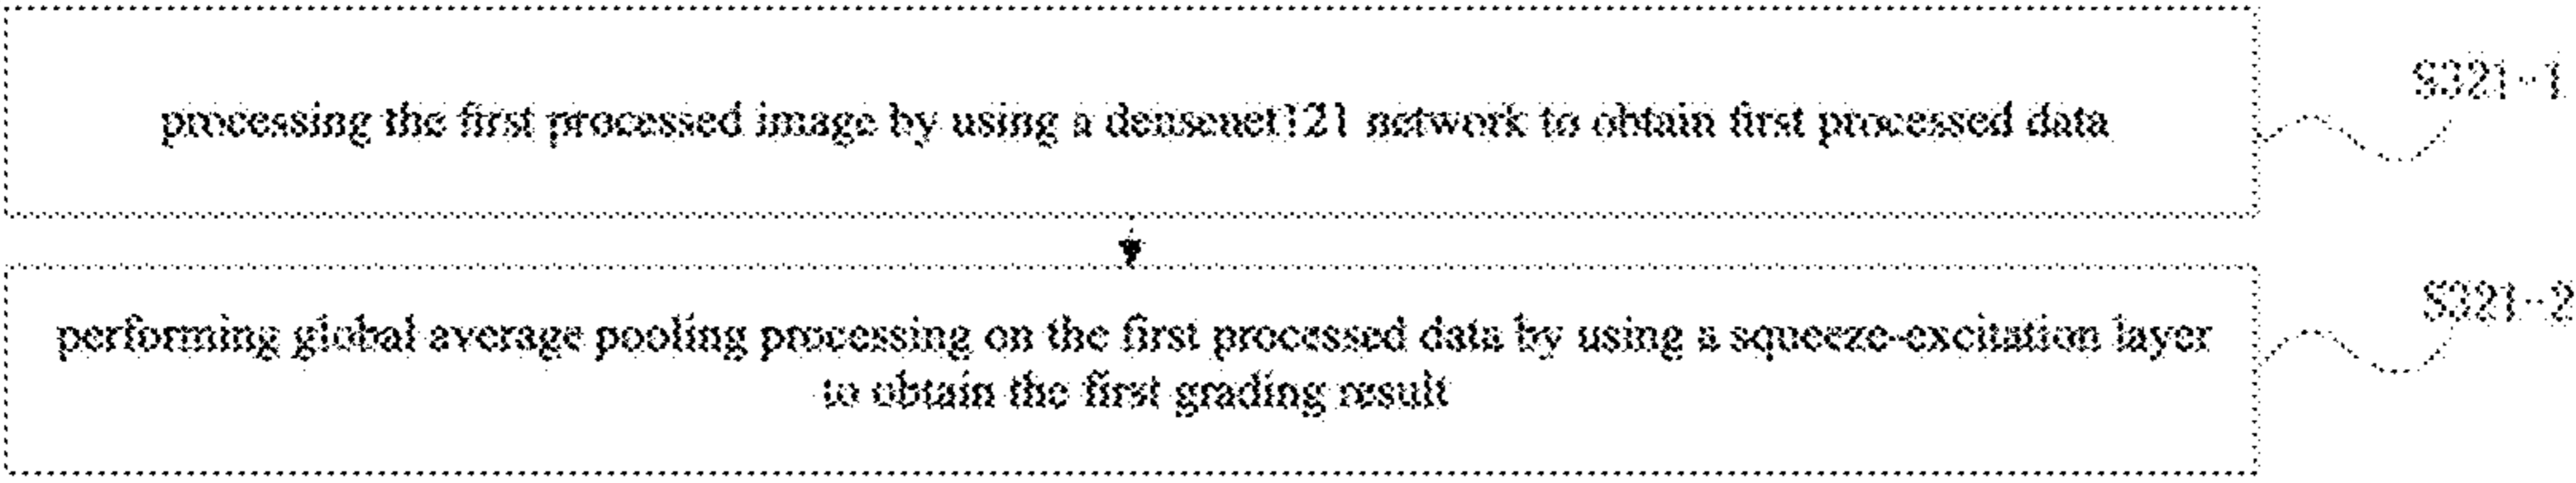 processing the first processed image by using a densenet121 network to obtain first processed data
S321-1
performing global average pooling processing on the first processed data by using a squeeze-excitation layer
to obtain the first grading result
S321-2